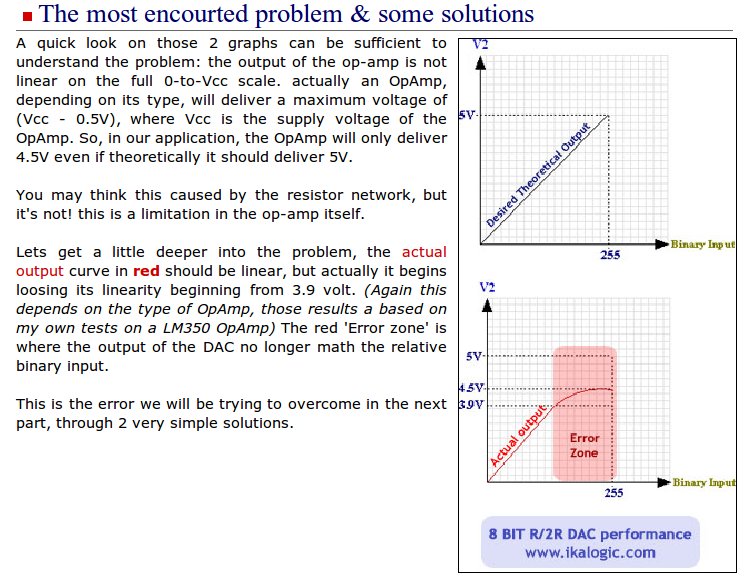 The most encourted problem & some solutions
A quick look on those 2 graphs can be sufficient to
understand the problem: the output of the op-amp is not
linear on the full 0-to-Vcc scale. actually an OpAmp,
depending on its type, will deliver a maximum voltage of
(Vcc - 0.5V), where Vcc is the supply voltage of the
OpAmp. So, in our application, the OpAmp will only deliver
4.5V even if theoretically it should deliver 5V.
You may think this caused by the resistor network, but
it's not! this is a limitation in the op-amp itself.
Lets get a little deeper into the problem, the actual
output curve in red should be linear, but actually it begins
loosing its linearity beginning from 3.9 volt. (Again this
depends on the type of OpAmp, those results a based on
my own tests on a LM350 OpAmp) The red 'Error zone' is
where the output of the DAC no longer math the relative
binary input.
This is the error we will be trying to overcome in the next
part, through 2 very simple solutions.
V2
5V
Desired Theoretical Output
Binary Input
255
V2
5V
4.5V
3.9V
Actual output
Error
Zone
Binary Input
255
8 BIT R/2R DAC performance
www.ikalogic.com